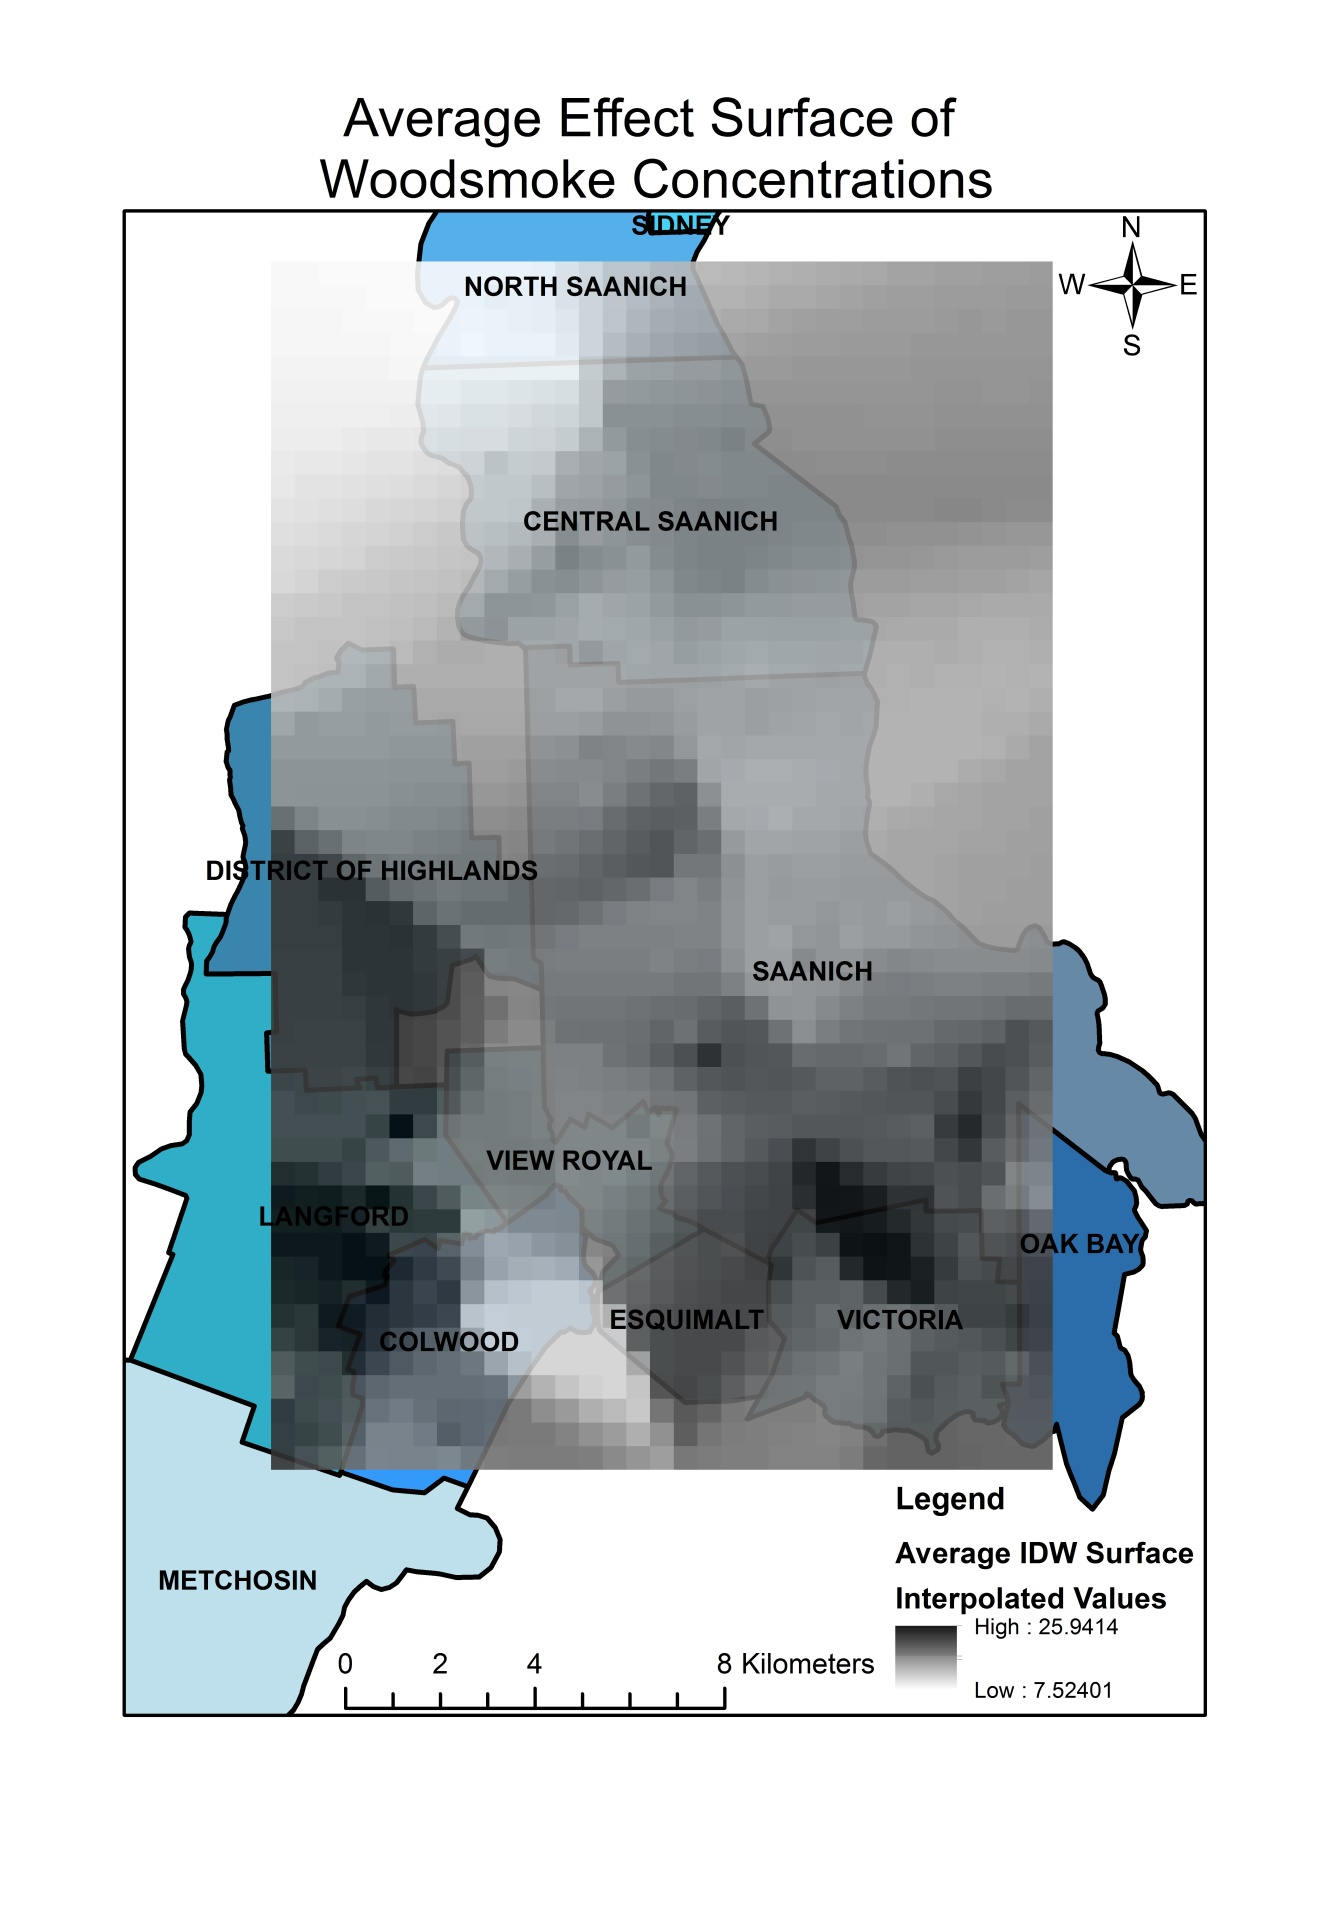 Average Effect Surface of
Woodsmoke Concentrations
SIDNEY
N
W E
S
NORTH SAANICH
CENTRAL SAANICH
DISTRICT OF HIGHLANDS
SAANICH
VIEW ROYAL
LANGFORD
OAK BAY
ESQUIMALT
VICTORIA
COLWOOD
METCHOSIN
Legend
Average IDW Surface
Interpolated Values
High : 25.9414
Low : 7.52401
0 2 4 8 Kilometers